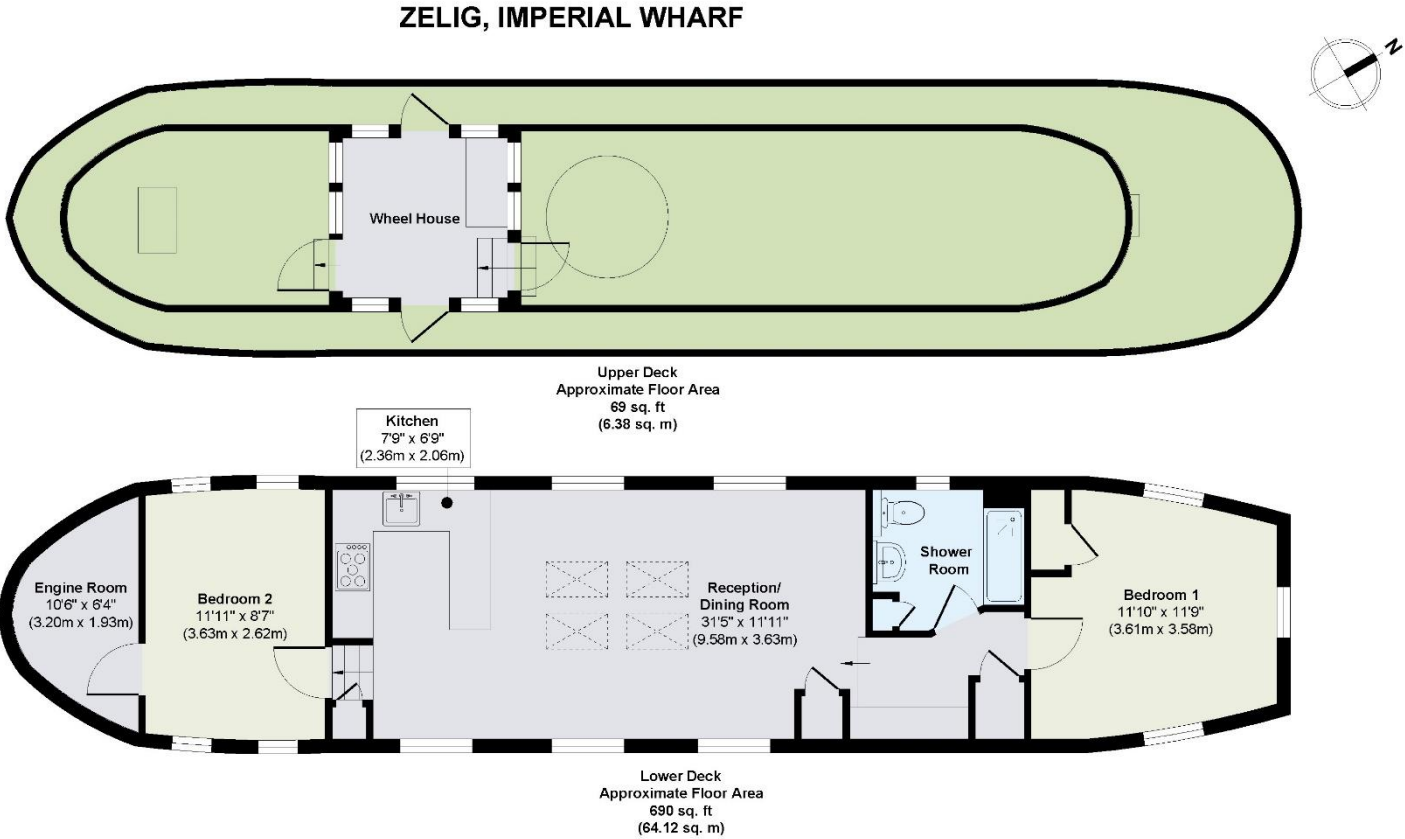 ZELIG, IMPERIAL WHARF
N
Wheel House
Upper Deck
Approximate Floor Area
69 sq. ft
(6.38 sq. m)
Kitchen
7'9" x 6'9"
(2.36m x 2.06m)
Engine Room
10'6" x 6'4"
(3.20m x 1.93m)
Bedroom 2
11'11" x 8'7"
(3.63m x 2.62m)
Reception/
Dining Room
31'5" x 11'11"
(9.58m x 3.63m)
Shower
Room
Bedroom 1
11'10" x 11'9"
(3.61m x 3.58m)
Lower Deck
Approximate Floor Area
690 sq. ft
(64.12 sq. m)